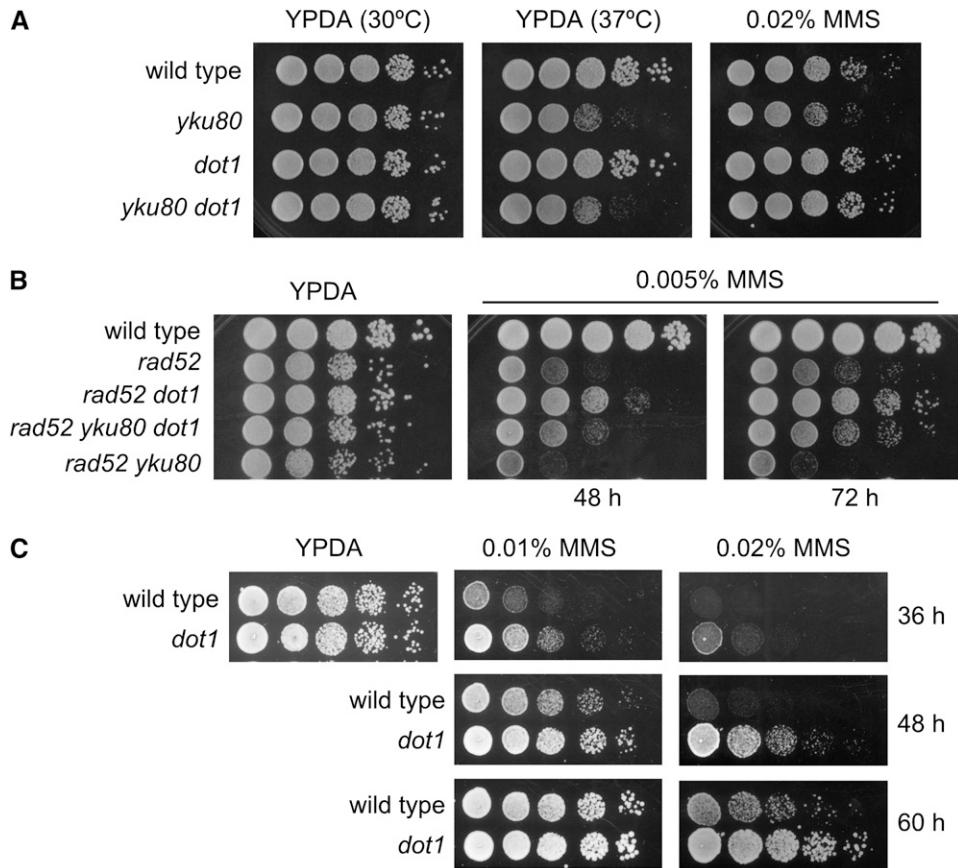 A
YPDA (30ºC) YPDA (37ºC) 0.02% MMS
wild type
yku80
dot1
yku80 dot1
B
YPDA 0.005% MMS
wild type
rad52
rad52 dot1
rad52 yku80 dot1
rad52 yku80
48 h 72 h
C
YPDA 0.01% MMS 0.02% MMS
wild type
dot1
36 h
wild type
dot1
48 h
wild type
dot1
60 h